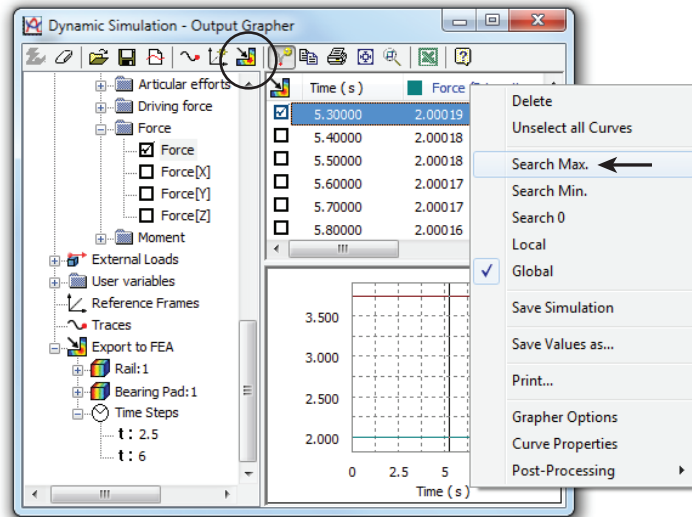 Dynamic Simulation - Output Grapher
Articular efforts
Driving force
Force
Force
Force[X]
Force[Y]
Force[Z]
Moment
External Loads
User variables
Reference Frames
Traces
Export to FEA
Rail:1
Bearing Pad:1
Time Steps
t : 2.5
t : 6
Time ( s ) Force
5.30000 2.00019
5.40000 2.00018
5.50000 2.00018
5.60000 2.00017
5.70000 2.00017
5.80000 2.00016
3.500
3.000
2.500
2.000
0 2.5 5
Time ( s )
Delete
Unselect all Curves
Search Max.
Search Min.
Search 0
Local
Global
Save Simulation
Save Values as...
Print...
Grapher Options
Curve Properties
Post-Processing